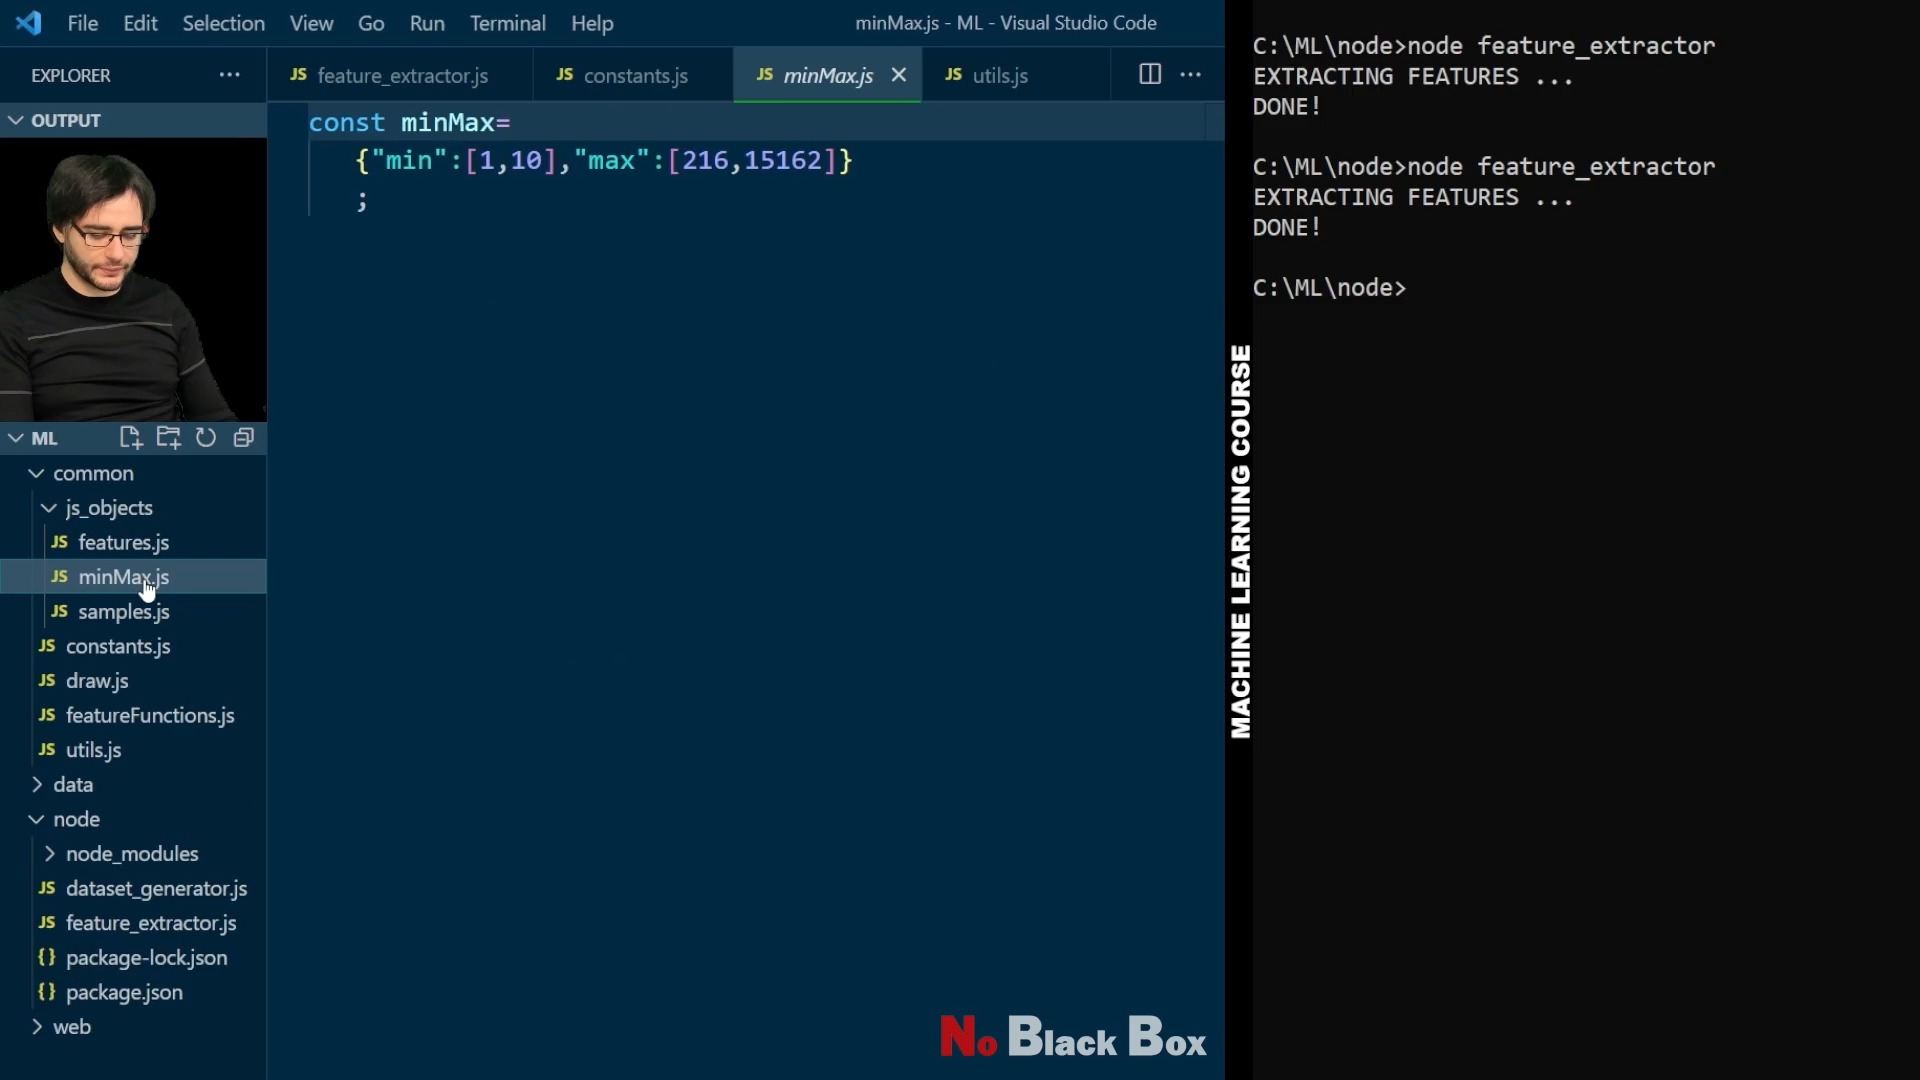 File Edit Selection View Go Run Terminal Help
minMax.js - ML - Visual Studio Code
EXPLORER
feature_extractor.js
constants.js
minMax.js
utils.js
OUTPUT
const minMax=
{"min":[1,10],"max":[216,15162]}
;
ML
common
js_objects
JS features.js
JS minMax.js
JS samples.js
JS constants.js
JS draw.js
JS featureFunctions.js
JS utils.js
data
node
node_modules
JS dataset_generator.js
JS feature_extractor.js
{} package-lock.json
{} package.json
web
No Black Box
MACHINE LEARNING COURSE
C:\ML\node>node feature_extractor
EXTRACTING FEATURES ...
DONE!
C:\ML\node>node feature_extractor
EXTRACTING FEATURES ...
DONE!
C:\ML\node>